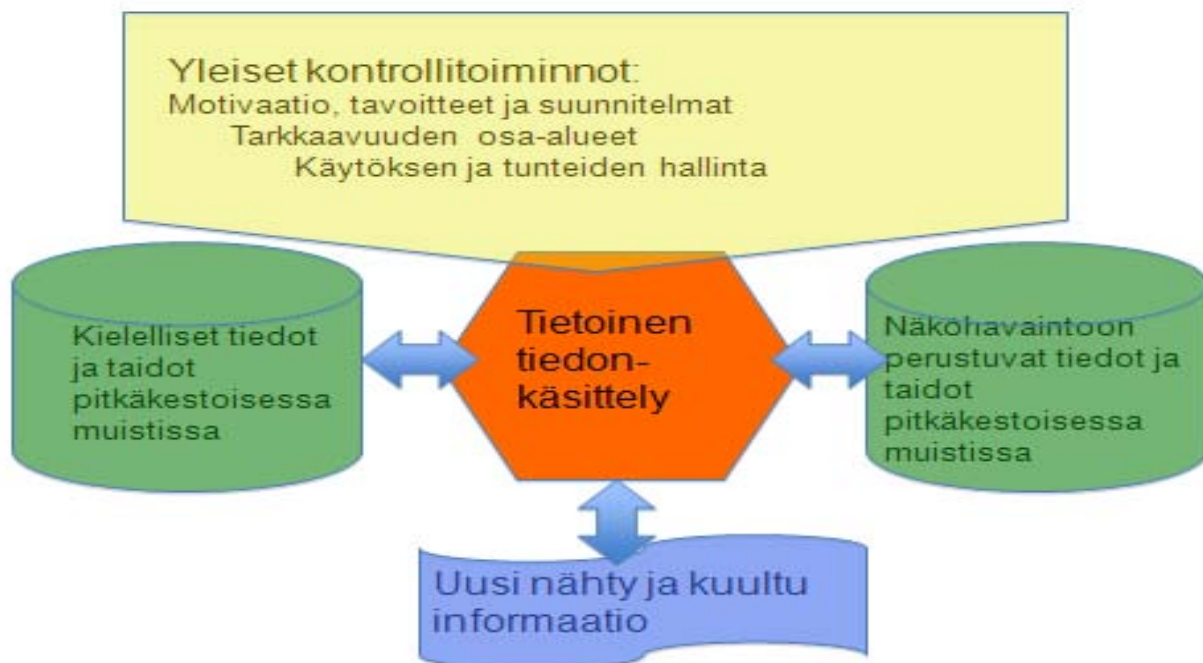 Yleiset kontrollitoiminnot:
Motivaatio, tavoitteet ja suunnitelmat
Tarkkaavuuden osa-alueet
Käytöksen ja tunteiden hallinta
Kielelliset tiedot
ja taidot
pitkäkestoisessa
muistissa
Tietoinen
tiedon-
käsittely
Näköhavaintoon
perustuvat tiedot ja
taidot
pitkäkestoisessa
muistissa
Uusi nähty ja kuultu
informaatio